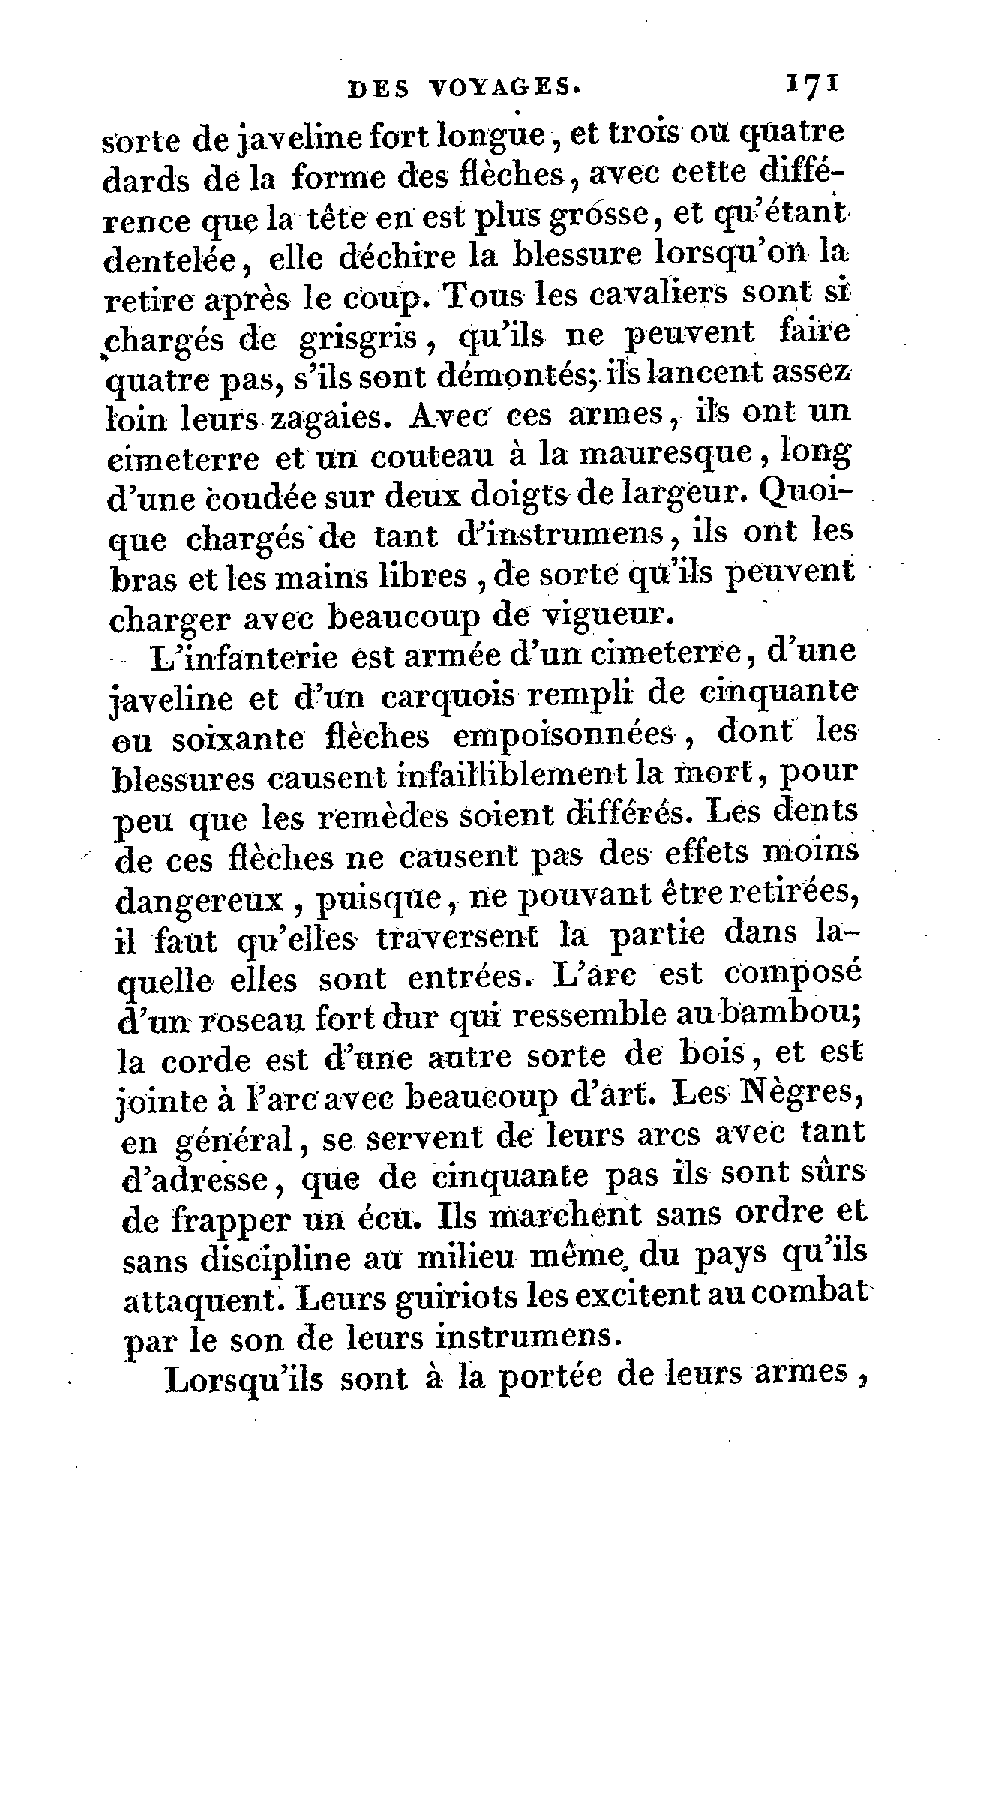 DES VOYAGES. 171
sorte de javeline fort longue, et trois ou quatre
dards de la forme des flèches, avec cette diffé-
rence que la tête en est plus grosse, et qu'étant
dentelée, elle déchire la blessure lorsqu'on la
retire après le coup. Tous les cavaliers sont si
chargés de grisgris, qu'ils ne peuvent faire
quatre pas, s'ils sont démontés; ils lancent assez
loin leurs zagaies. Avec ces armes, ils ont un
cimeterre et un couteau à la mauresque, long
d'une coudée sur deux doigts de largeur. Quoi-
que chargés de tant d'instrumens, ils ont les
bras et les mains libres, de sorte qu'ils peuvent
charger avec beaucoup de vigueur.
L'infanterie est armée d'un cimeterre, d'une
javeline et d'un carquois rempli de cinquante
ou soixante flèches empoisonnées, dont les
blessures causent infailliblement la mort, pour
peu que les remèdes soient différés. Les dents
de ces flèches ne causent pas des effets moins
dangereux, puisque, ne pouvant être retirées,
il faut qu'elles traversent la partie dans la-
quelle elles sont entrées. L'arc est composé
d'un roseau fort dur qui ressemble au bambou;
la corde est d'une autre sorte de bois, et est
jointe à l'arc avec beaucoup d'art. Les Nègres,
en général, se servent de leurs arcs avec tant
d'adresse, que de cinquante pas ils sont sûrs
de frapper un écu. Ils marchent sans ordre et
sans discipline au milieu même du pays qu'ils
attaquent. Leurs guiriots les excitent au combat
par le son de leurs instrumens.
Lorsqu'ils sont à la portée de leurs armes,